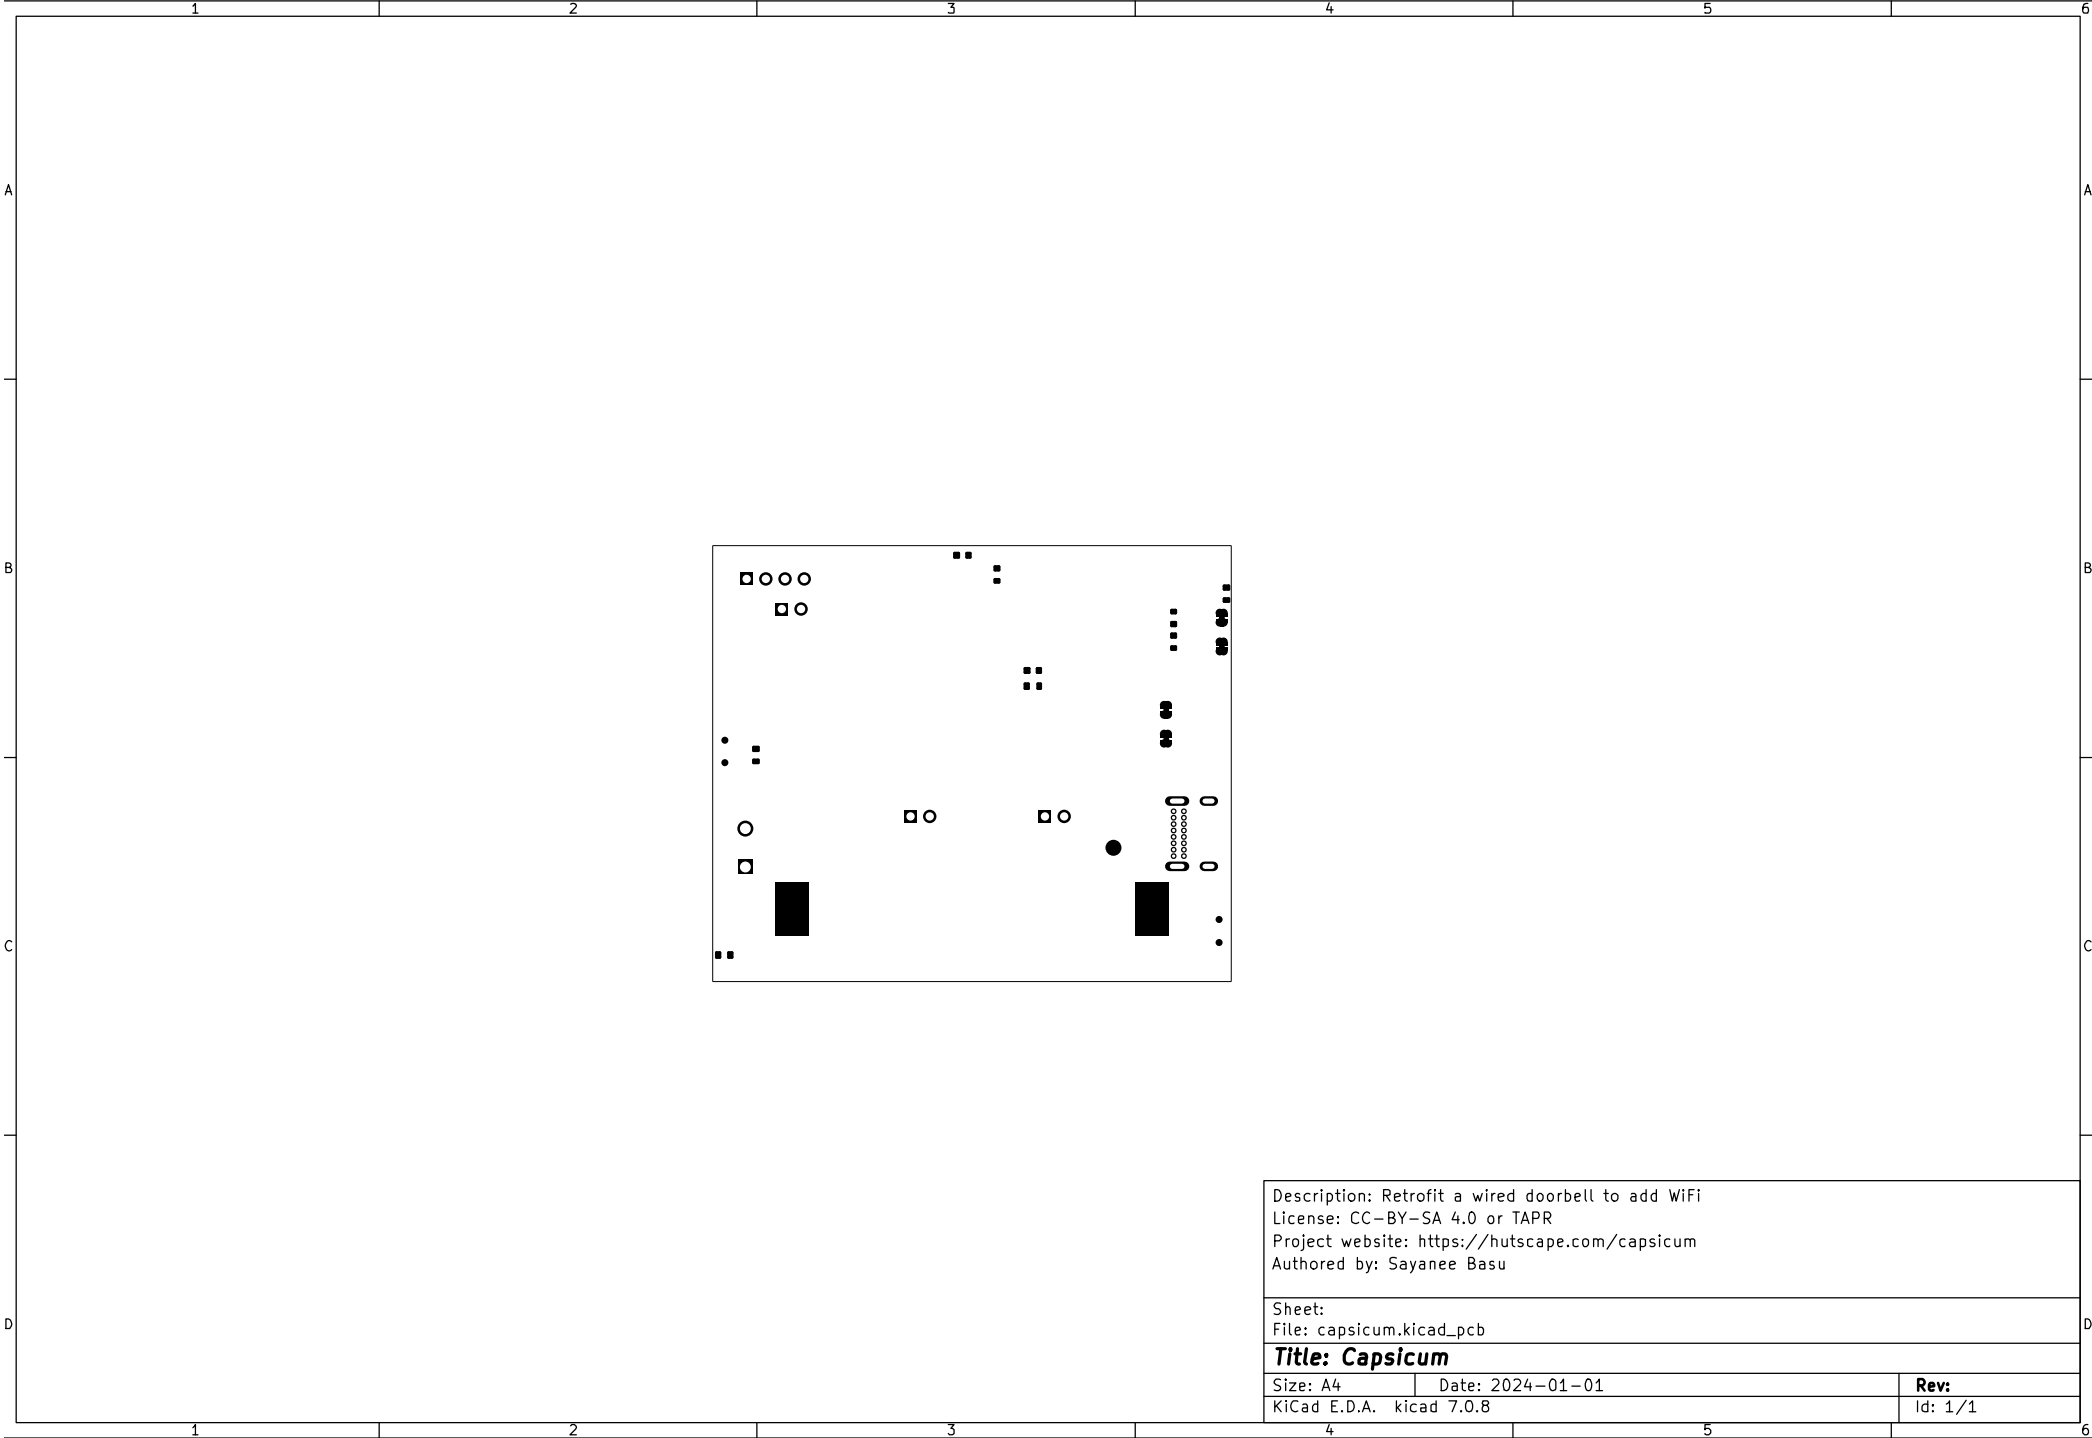 1 2 3 4 5 6
A A
B B
C C
Description: Retrofit a wired doorbell to add WiFi
License: CC-BY-SA 4.0 or TAPR
Project website: https://hutscape.com/capsicum
Authored by: Sayanee Basu
Sheet:
D D
File: capsicum.kicad_pcb
Title: Capsicum
Size: A4 Date: 2024-01-01 Rev:
KiCad E.D.A. kicad 7.0.8 Id: 1/1
1 2 3 4 5 6